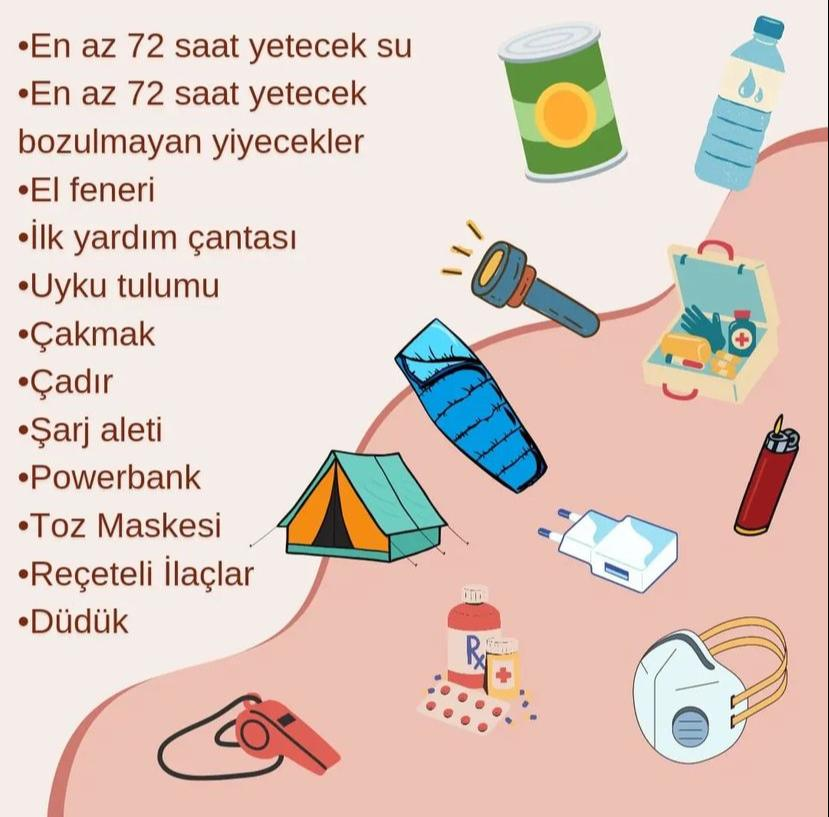 •En az 72 saat yetecek su
•En az 72 saat yetecek
bozulmayan yiyecekler
•El feneri
•İlk yardım çantası
•Uyku tulumu
•Çakmak
•Çadır
•Şarj aleti
•Powerbank
•Toz Maskesi
•Reçeteli İlaçlar
•Düdük
Rx